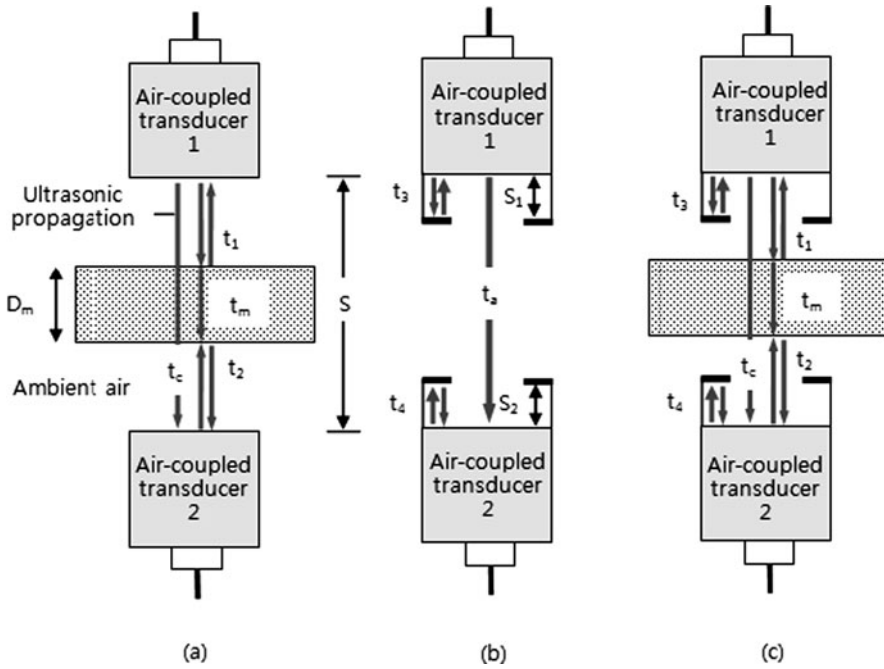 Air-coupled
transducer
1
Ultrasonic
propagation
t1
Dm
tm
S
tc
t2
Ambient air
Air-coupled
transducer
2
(a)
Air-coupled
transducer
1
t3
S1
ta
t4
S2
Air-coupled
transducer
2
(b)
Air-coupled
transducer
1
t3
t1
tm
t2
tc
t4
Air-coupled
transducer
2
(c)